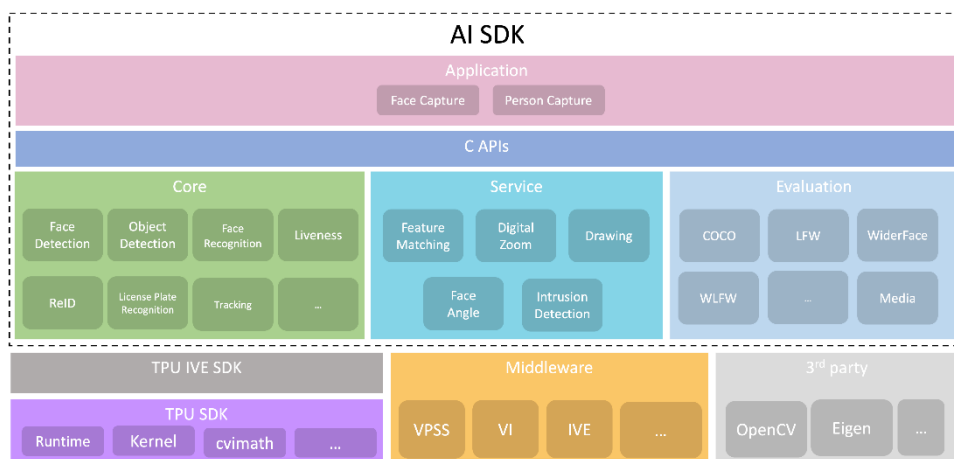 AI SDK
Application
Face Capture
Person Capture
C APIs
Core
Face
Detection
Object
Detection
Face
Recognition
Liveness
ReID
License Plate
Recognition
Tracking
...
Service
Feature
Matching
Digital
Zoom
Drawing
Face
Angle
Intrusion
Detection
Evaluation
COCO
LFW
WiderFace
WLFW
...
Media
TPU IVE SDK
TPU SDK
Runtime
Kernel
cvimath
...
Middleware
VPSS
VI
IVE
...
3rd party
OpenCV
Eigen
...